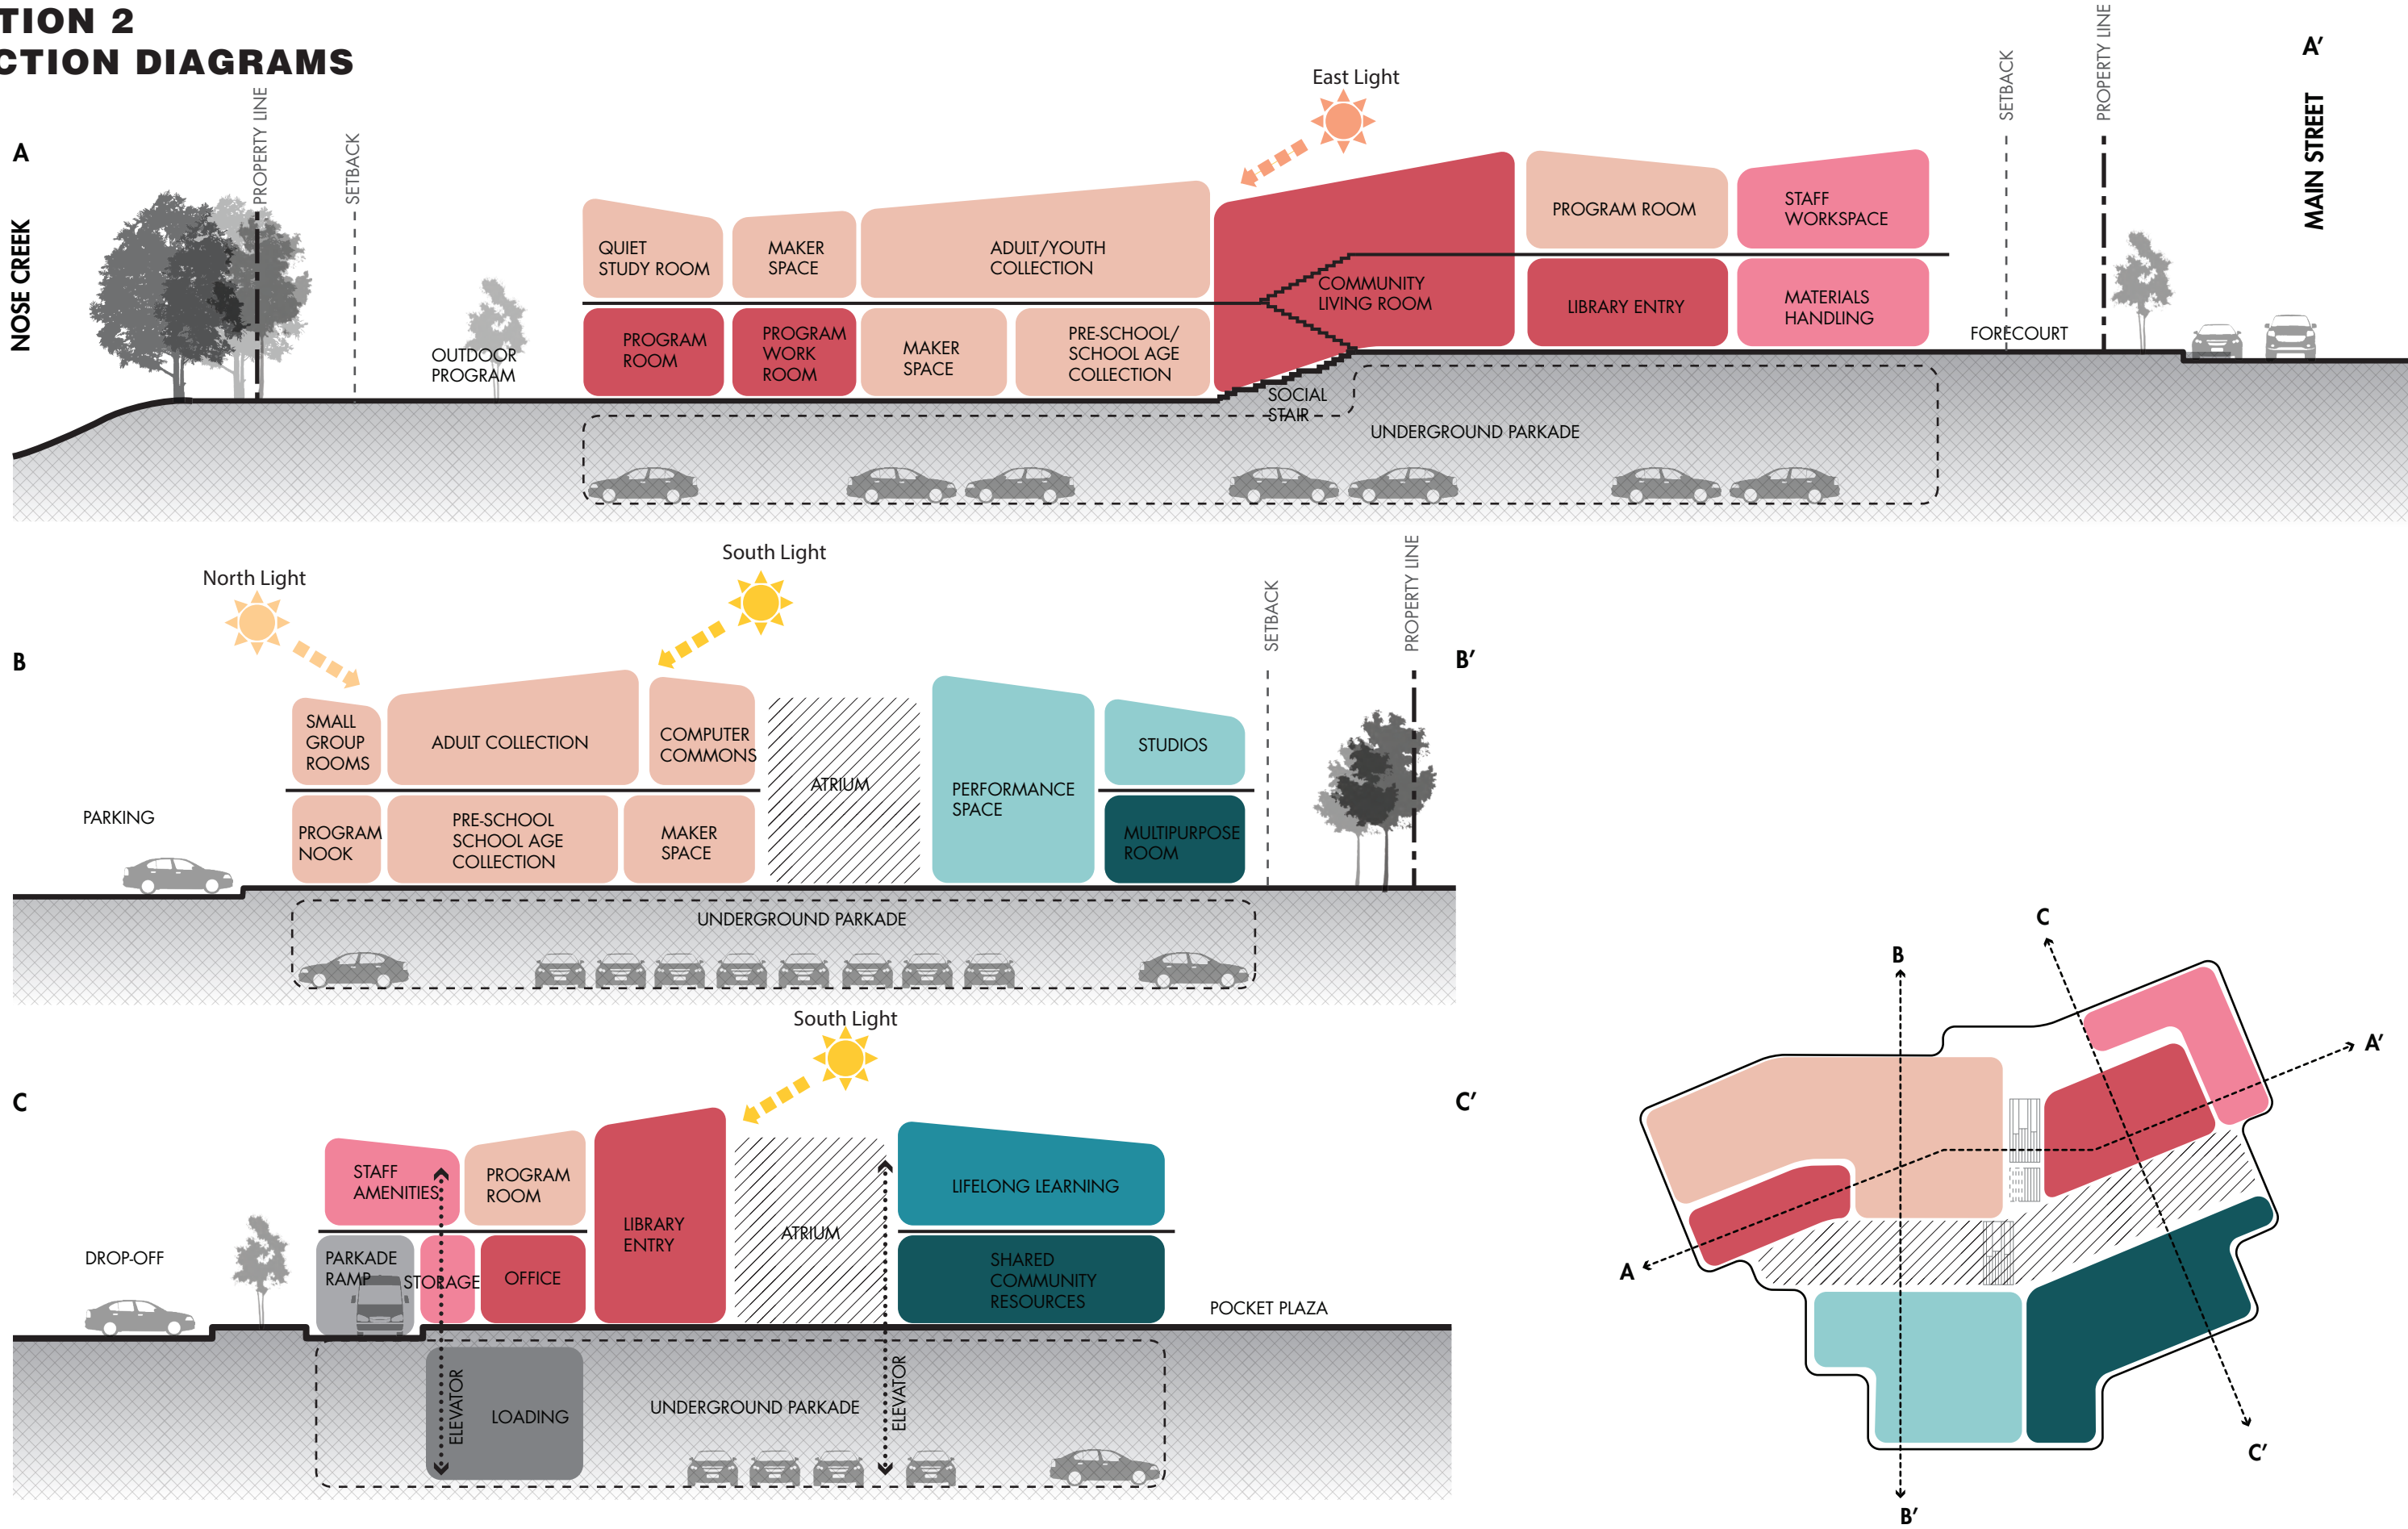 TION 2
CTION DIAGRAMS
A
NOSE CREEK
PROPERTY LINE
SETBACK
East Light
SETBACK
PROPERTY LINE
A′
MAIN STREET
QUIET
STUDY ROOM
MAKER
SPACE
ADULT/YOUTH
COLLECTION
PROGRAM ROOM
STAFF
WORKSPACE
OUTDOOR
PROGRAM
PROGRAM
ROOM
PROGRAM
WORK
ROOM
MAKER
SPACE
PRE-SCHOOL/
SCHOOL AGE
COLLECTION
COMMUNITY
LIVING ROOM
LIBRARY ENTRY
MATERIALS
HANDLING
FORECOURT
SOCIAL
STAIR
UNDERGROUND PARKADE
B
North Light
South Light
SETBACK
PROPERTY LINE
B′
SMALL
GROUP
ROOMS
ADULT COLLECTION
COMPUTER
COMMONS
ATRIUM
PERFORMANCE
SPACE
STUDIOS
PARKING
PROGRAM
NOOK
PRE-SCHOOL
SCHOOL AGE
COLLECTION
MAKER
SPACE
MULTIPURPOSE
ROOM
UNDERGROUND PARKADE
C
South Light
C′
STAFF
AMENITIES
PROGRAM
ROOM
LIBRARY
ENTRY
ATRIUM
LIFELONG LEARNING
DROP-OFF
PARKADE
RAMP
STORAGE
OFFICE
SHARED
COMMUNITY
RESOURCES
POCKET PLAZA
ELEVATOR
LOADING
UNDERGROUND PARKADE
ELEVATOR
C
B
A′
A
C′
B′